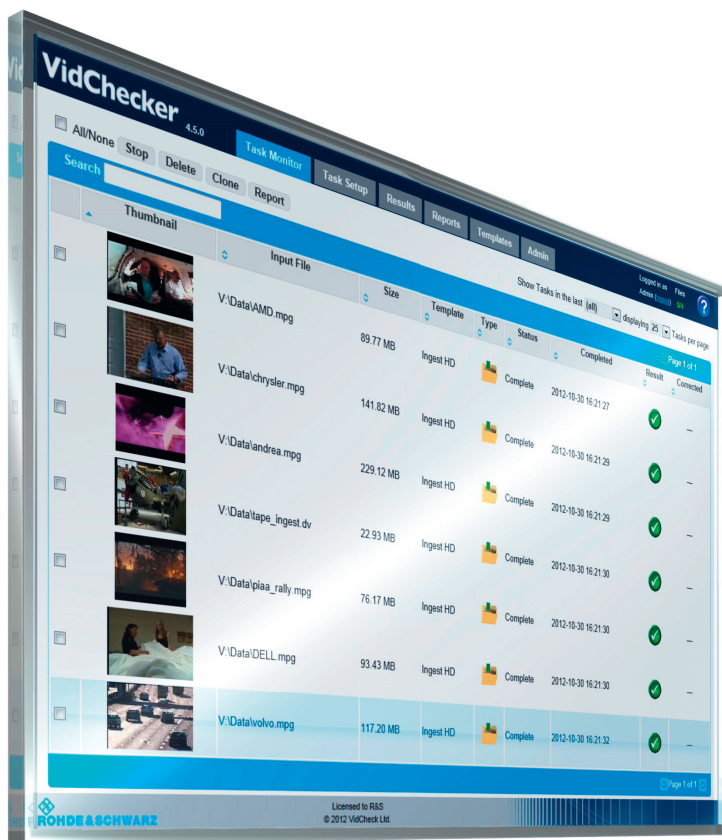 VidChecker 4.5.0
Task Monitor Task Setup Results Reports Templates Admin
Logged in as Files
All/None Stop Delete Clone Report
Search
Show Tasks in the last (all) displaying 25 Tasks per page
Page 1 of 1
Thumbnail Input File Size Template Type Status Completed Result Corrected
V:\Data\AMD.mpg 89.77 MB Ingest HD Complete 2012-10-30 16:21:27 –
V:\Data\chrysler.mpg 141.82 MB Ingest HD Complete 2012-10-30 16:21:29 –
V:\Data\andrea.mpg 229.12 MB Ingest HD Complete 2012-10-30 16:21:29 –
V:\Data\tape_ingest.dv 22.93 MB Ingest HD Complete 2012-10-30 16:21:30 –
V:\Data\piaa_rally.mpg 76.17 MB Ingest HD Complete 2012-10-30 16:21:30 –
V:\Data\DELL.mpg 93.43 MB Ingest HD Complete 2012-10-30 16:21:30 –
V:\Data\volvo.mpg 117.20 MB Ingest HD Complete 2012-10-30 16:21:32 –
Page 1 of 1
ROHDE&SCHWARZ
Licensed to R&S
© 2012 VidCheck Ltd.